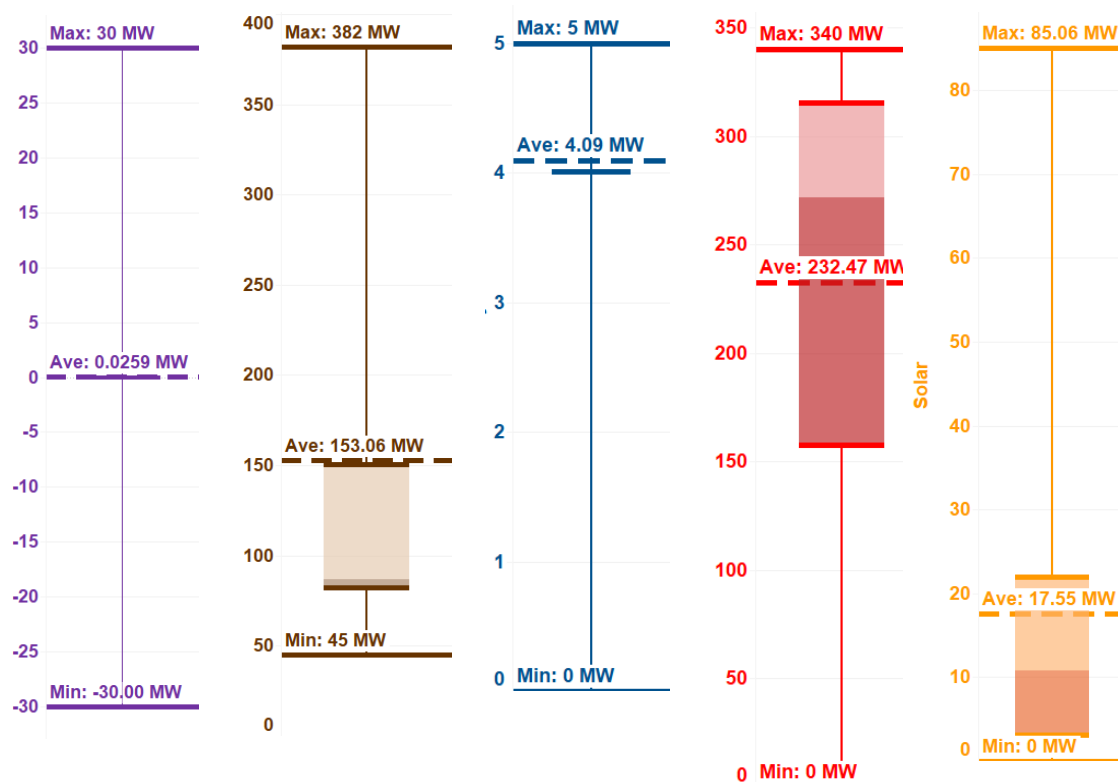 Max: 30 MW
30
25
20
15
10
5
Ave: 0.0259 MW
0
-5
-10
-15
-20
-25
Min: -30.00 MW
-30
400
Max: 382 MW
350
300
250
200
Ave: 153.06 MW
150
100
50
Min: 45 MW
0
Max: 5 MW
5
Ave: 4.09 MW
4
3
2
1
0
Min: 0 MW
350
Max: 340 MW
300
250
Ave: 232.47 MW
200
150
100
50
0
Min: 0 MW
Solar
Max: 85.06 MW
80
70
60
50
40
30
20
Ave: 17.55 MW
10
0
Min: 0 MW